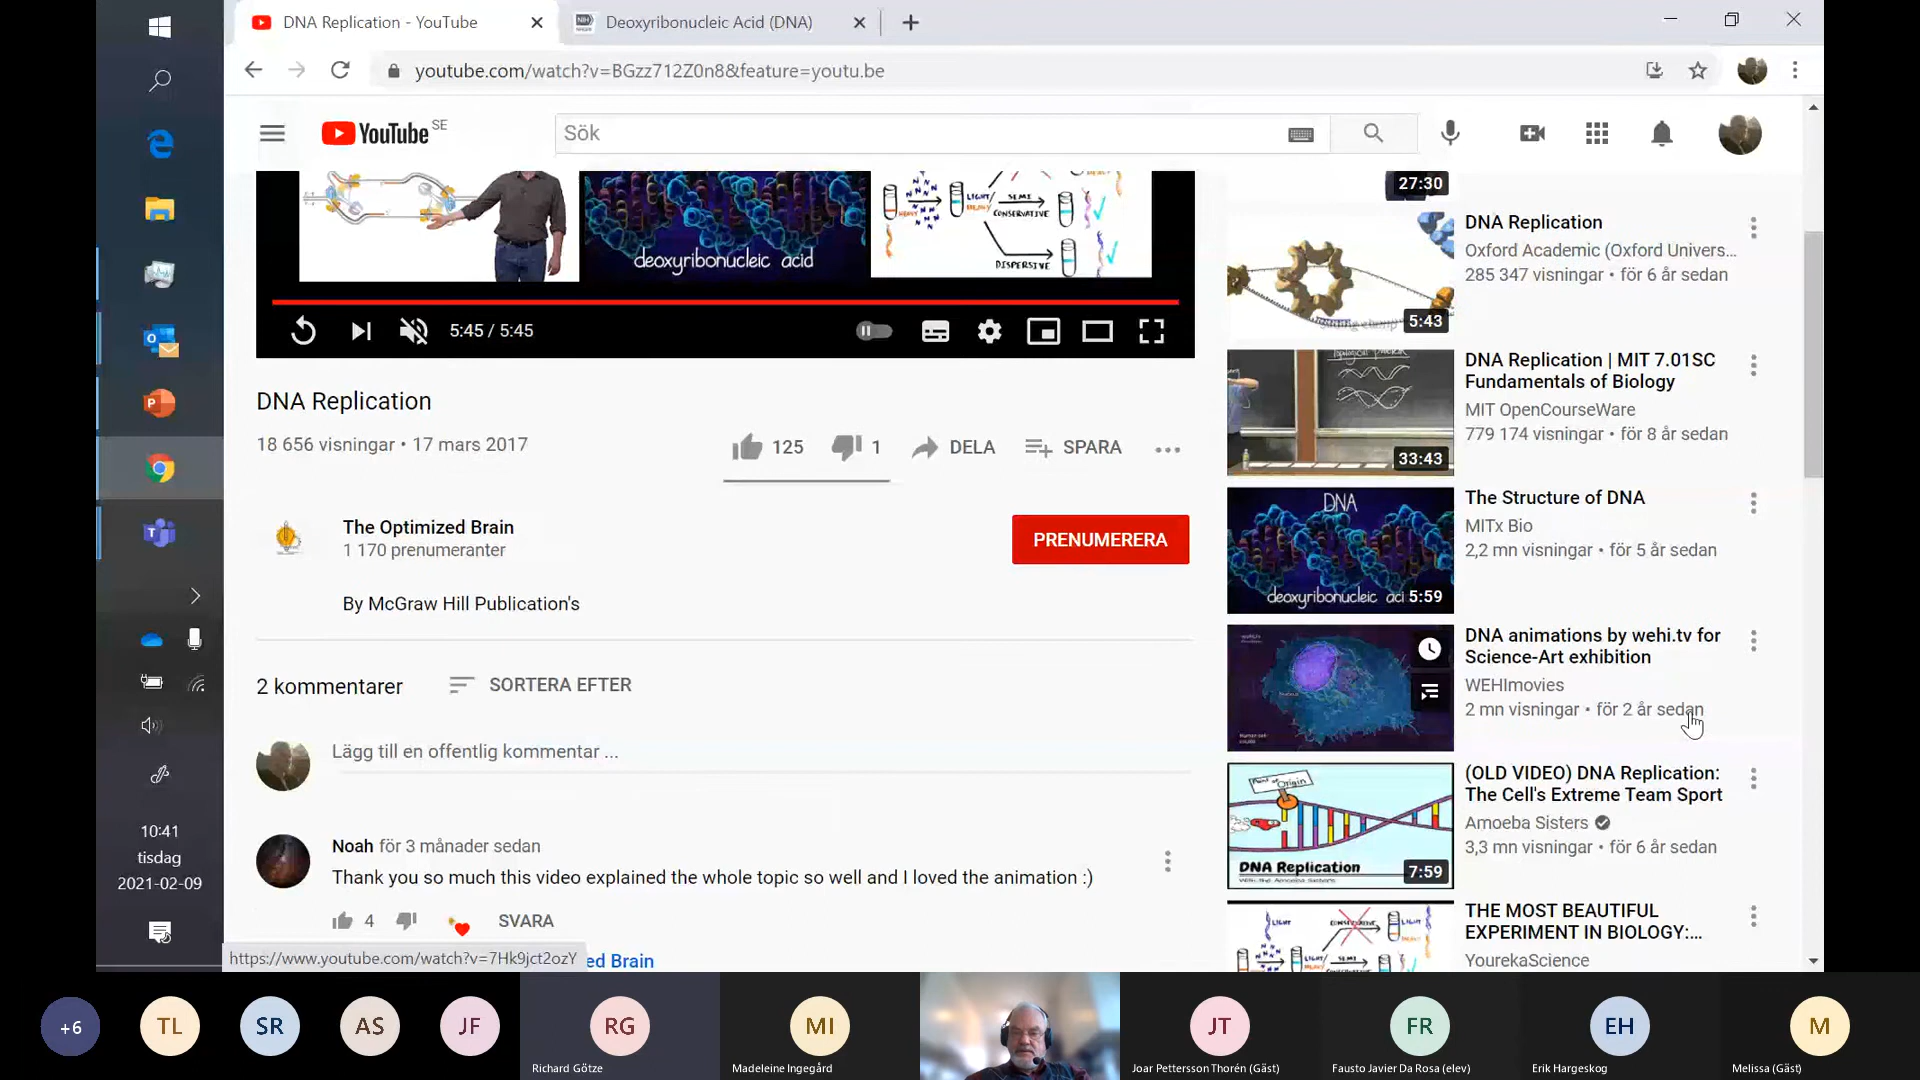 DNA Replication - YouTube
Deoxyribonucleic Acid (DNA)
youtube.com/watch?v=BGzz712Z0n8&feature=youtu.be
YouTube SE
Sök
deoxyribonucleic acid
LIGHT/
HEAVY
SEMI
CONSERVATIVE
DISPERSIVE
5:45 / 5:45
DNA Replication
18 656 visningar • 17 mars 2017
125
1
DELA
SPARA
The Optimized Brain
1 170 prenumeranter
PRENUMERERA
By McGraw Hill Publication's
2 kommentarer
SORTERA EFTER
Lägg till en offentlig kommentar ...
Noah för 3 månader sedan
Thank you so much this video explained the whole topic so well and I loved the animation :)
4
SVARA
ed Brain
https://www.youtube.com/watch?v=7Hk9jct2ozY
27:30
DNA Replication
Oxford Academic (Oxford Univers...
285 347 visningar • för 6 år sedan
5:43
DNA Replication | MIT 7.01SC
Fundamentals of Biology
MIT OpenCourseWare
779 174 visningar • för 8 år sedan
33:43
DNA
deoxyribonucleic aci
5:59
The Structure of DNA
MITx Bio
2,2 mn visningar • för 5 år sedan
DNA animations by wehi.tv for
Science-Art exhibition
WEHImovies
2 mn visningar • för 2 år sedan
Point of Origin
DNA Replication
7:59
(OLD VIDEO) DNA Replication:
The Cell's Extreme Team Sport
Amoeba Sisters
3,3 mn visningar • för 6 år sedan
LIGHT
HEAVY
THE MOST BEAUTIFUL
EXPERIMENT IN BIOLOGY:...
YourekaScience
10:41
tisdag
2021-02-09
+6
TL
SR
AS
JF
RG
Richard Götze
MI
Madeleine Ingegård
JT
Joar Pettersson Thorén (Gäst)
FR
Fausto Javier Da Rosa (elev)
EH
Erik Hargeskog
M
Melissa (Gäst)